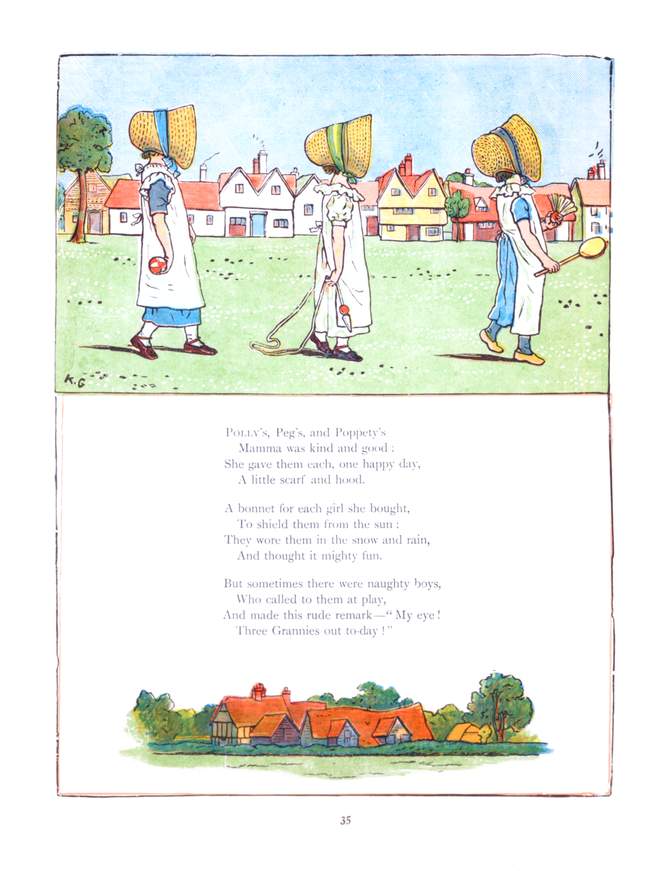 K.G
POLLY'S, Peg's, and Poppety's
Mamma was kind and good :
She gave them each, one happy day,
A little scarf and hood.
A bonnet for each girl she bought,
To shield them from the sun :
They wore them in the snow and rain,
And thought it mighty fun.
But sometimes there were naughty boys,
Who called to them at play,
And made this rude remark—“ My eye !
Three Grannies out to-day ! ”
35